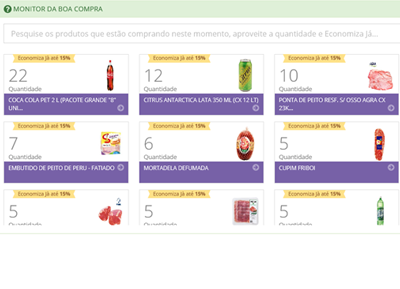 MONITOR DA BOA COMPRA
Pesquise os produtos que estão comprando neste momento, aproveite a quantidade e Economiza Já...
Economiza Já até 15%
22
Quantidade
COCA COLA PET 2 L (PACOTE GRANDE "8" UNI...
Economiza Já até 15%
12
Quantidade
CITRUS ANTARCTICA LATA 350 ML (CX 12 LT)
Economiza Já até 15%
10
Quantidade
PONTA DE PEITO RESF. S/ OSSO AGRA CX 23K...
Economiza Já até 15%
7
Quantidade
EMBUTIDO DE PEITO DE PERU - FATIADO
Economiza Já até 15%
6
Quantidade
MORTADELA DEFUMADA
Economiza Já até 15%
5
Quantidade
CUPIM FRIBOI
Economiza Já até 15%
5
Quantidade
Economiza Já até 15%
5
Quantidade
Economiza Já até 15%
5
Quantidade